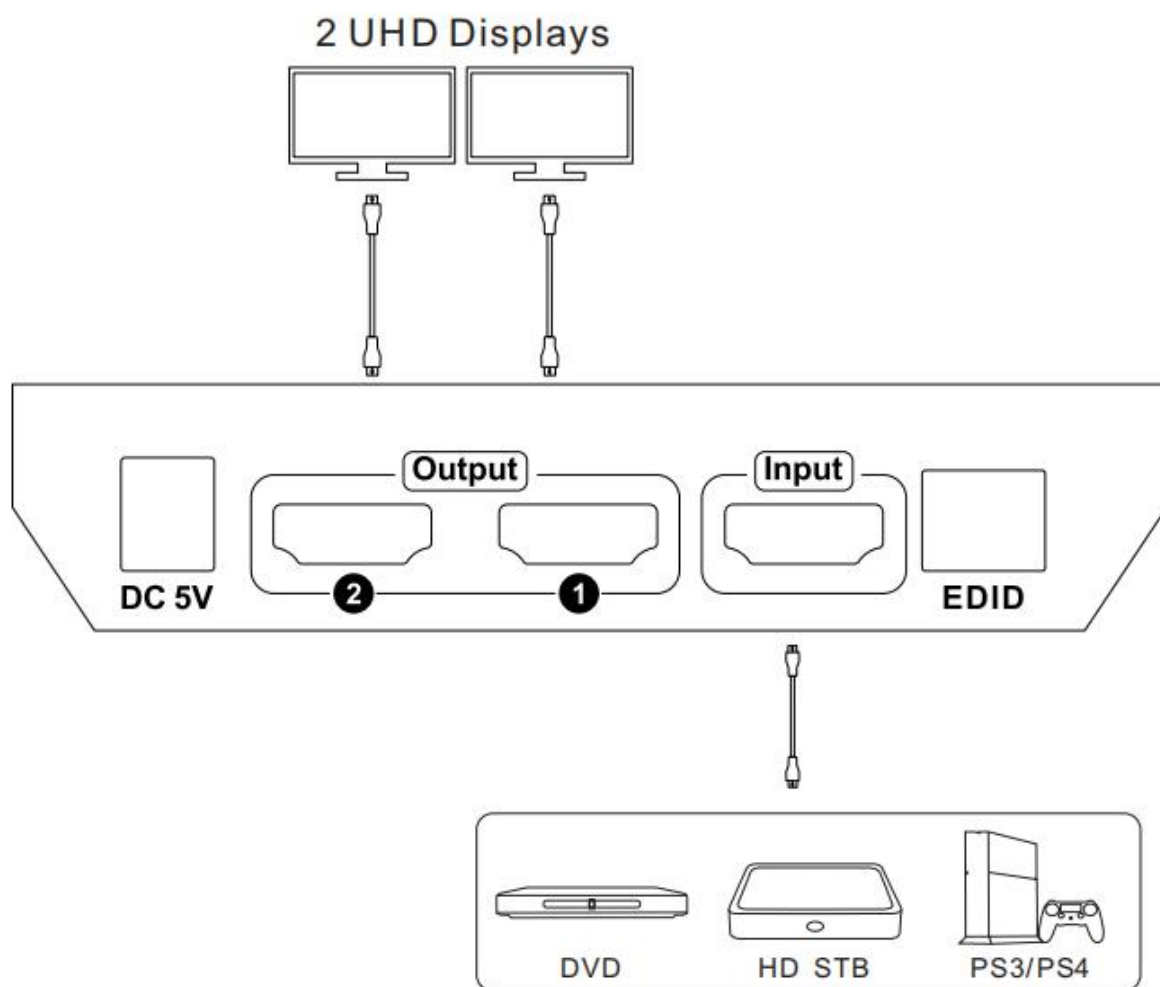 2 UHD Displays
Output
Input
DC 5V
2
1
EDID
DVD
HD STB
PS3/PS4